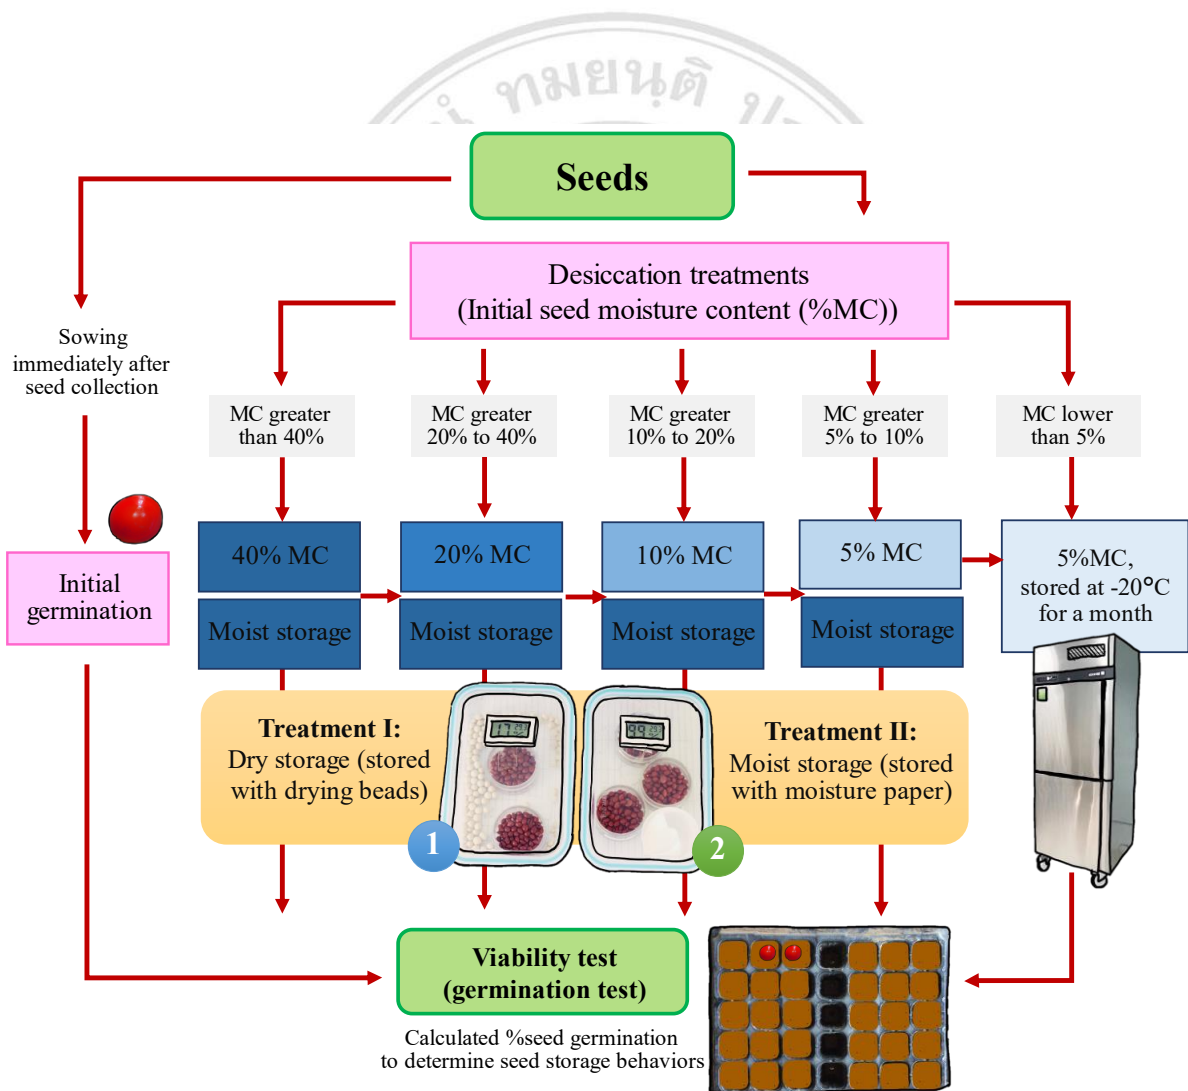 ทมยนฺติ
Seeds
Desiccation treatments
(Initial seed moisture content (%MC))
Sowing
immediately after
seed collection
MC greater
than 40%
MC greater
20% to 40%
MC greater
10% to 20%
MC greater
5% to 10%
MC lower
than 5%
Initial
germination
40% MC
20% MC
10% MC
5% MC
5%MC,
stored at -20°C
for a month
Moist storage
Moist storage
Moist storage
Moist storage
Treatment I:
Dry storage (stored
with drying beads)
17
1
99
2
Treatment II:
Moist storage (stored
with moisture paper)
Viability test
(germination test)
Calculated %seed germination
to determine seed storage behaviors